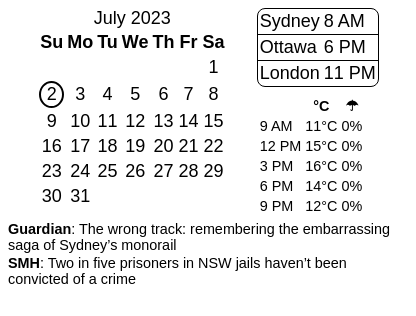 July 2023
Su Mo Tu We Th Fr Sa
1
2 3 4 5 6 7 8
9 10 11 12 13 14 15
16 17 18 19 20 21 22
23 24 25 26 27 28 29
30 31
Sydney 8 AM
Ottawa 6 PM
London 11 PM
°C ☂
9 AM 11°C 0%
12 PM 15°C 0%
3 PM 16°C 0%
6 PM 14°C 0%
9 PM 12°C 0%
Guardian: The wrong track: remembering the embarrassing
saga of Sydney’s monorail
SMH: Two in five prisoners in NSW jails haven’t been
convicted of a crime